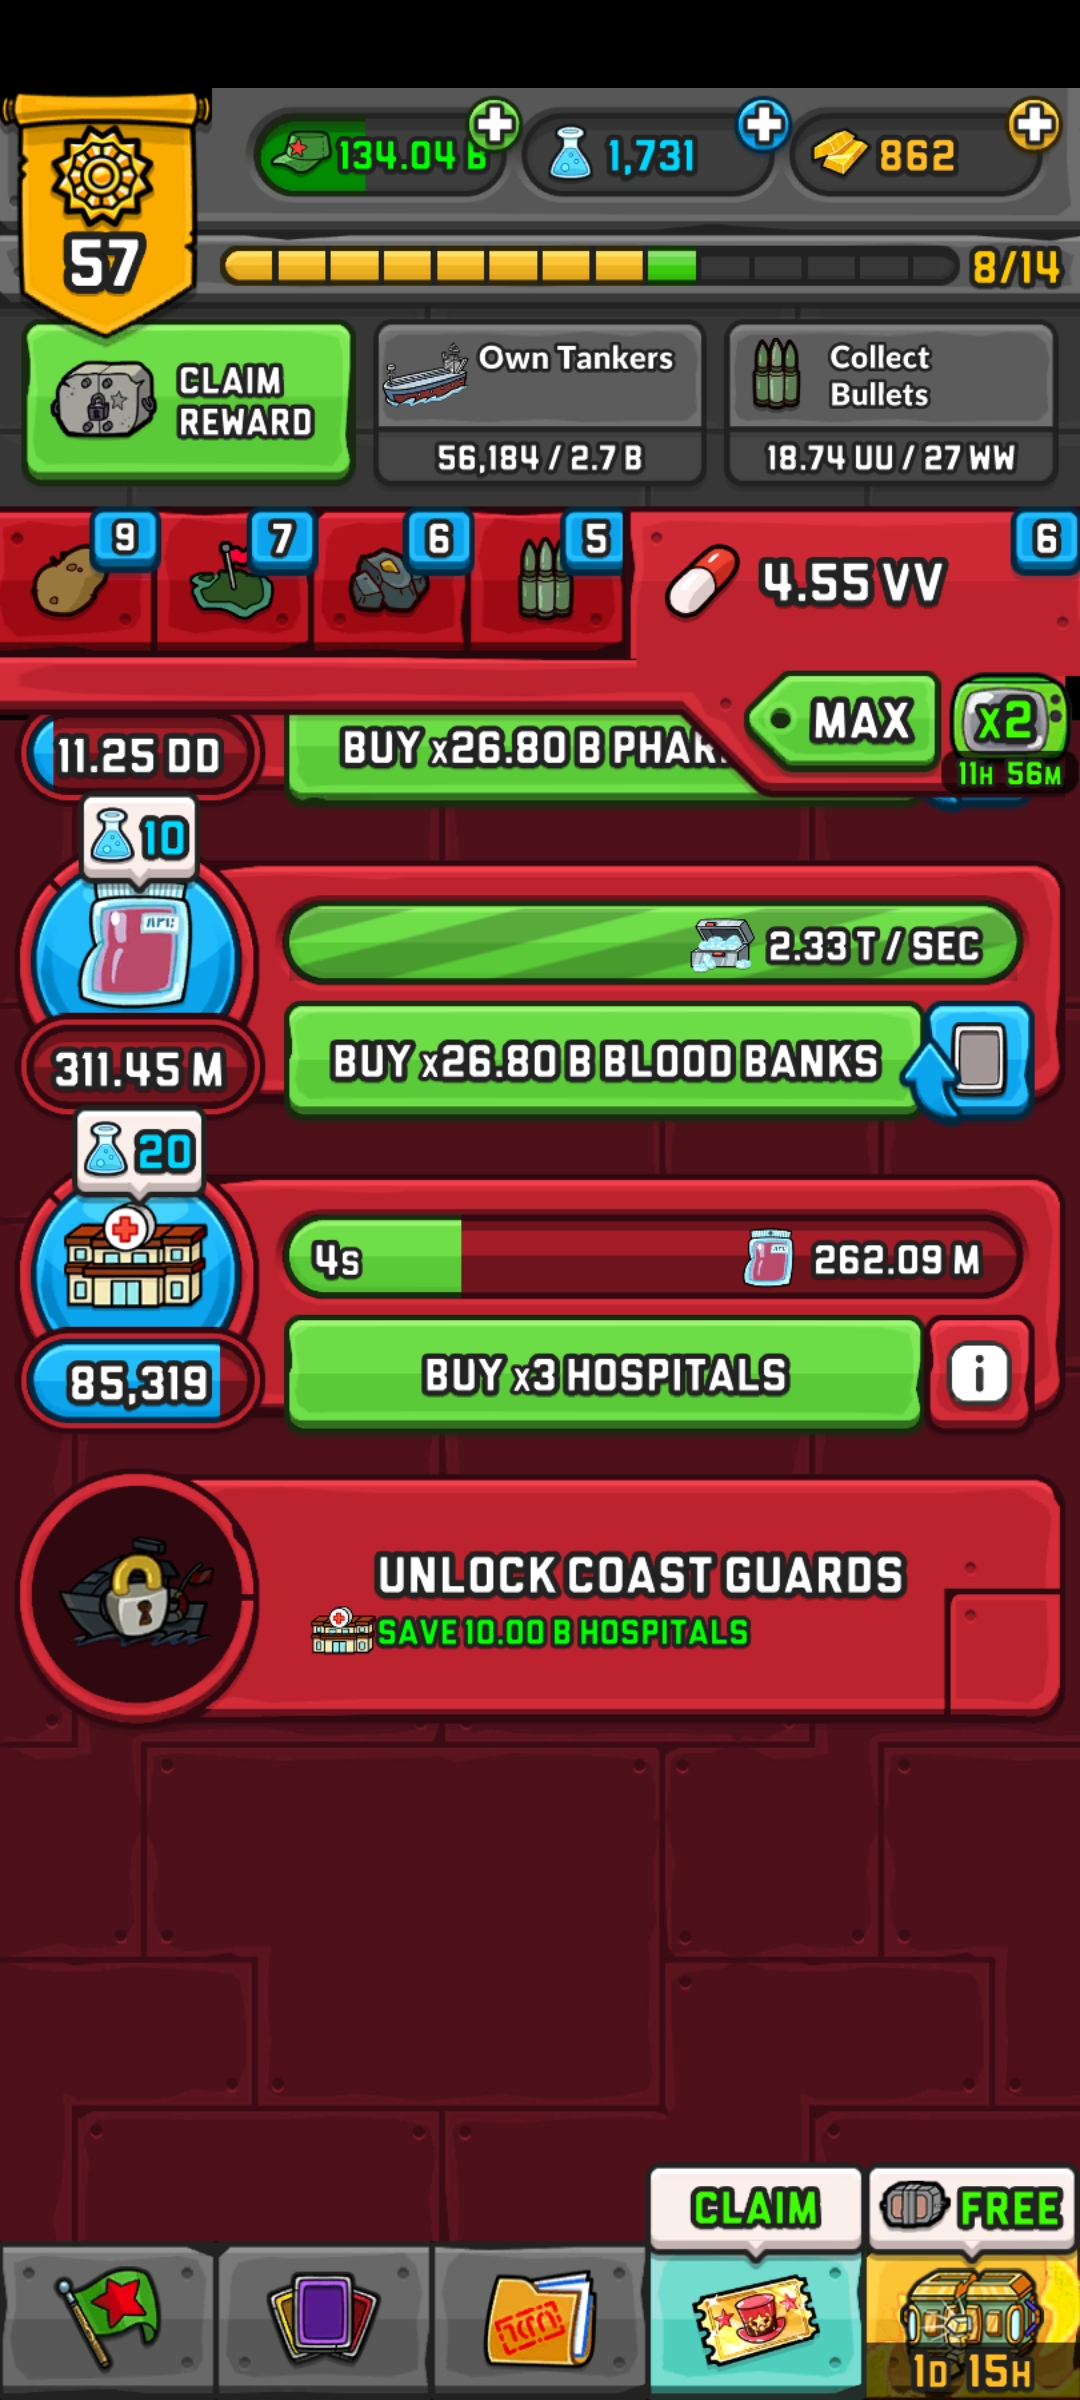 134.04 B
1,731
862
57
8/14
CLAIM
REWARD
Own Tankers
56,184 / 2.7 B
Collect
Bullets
18.74 UU / 27 WW
9
7
6
5
4.55 VV
6
MAX
x2
11H 56M
11.25 DD
BUY x26.80 B PHAR
10
2.33 T / SEC
311.45 M
BUY x26.80 B BLOOD BANKS
20
4s
262.09 M
85,319
BUY x3 HOSPITALS
i
UNLOCK COAST GUARDS
SAVE 10.00 B HOSPITALS
CLAIM
FREE
1D 15H